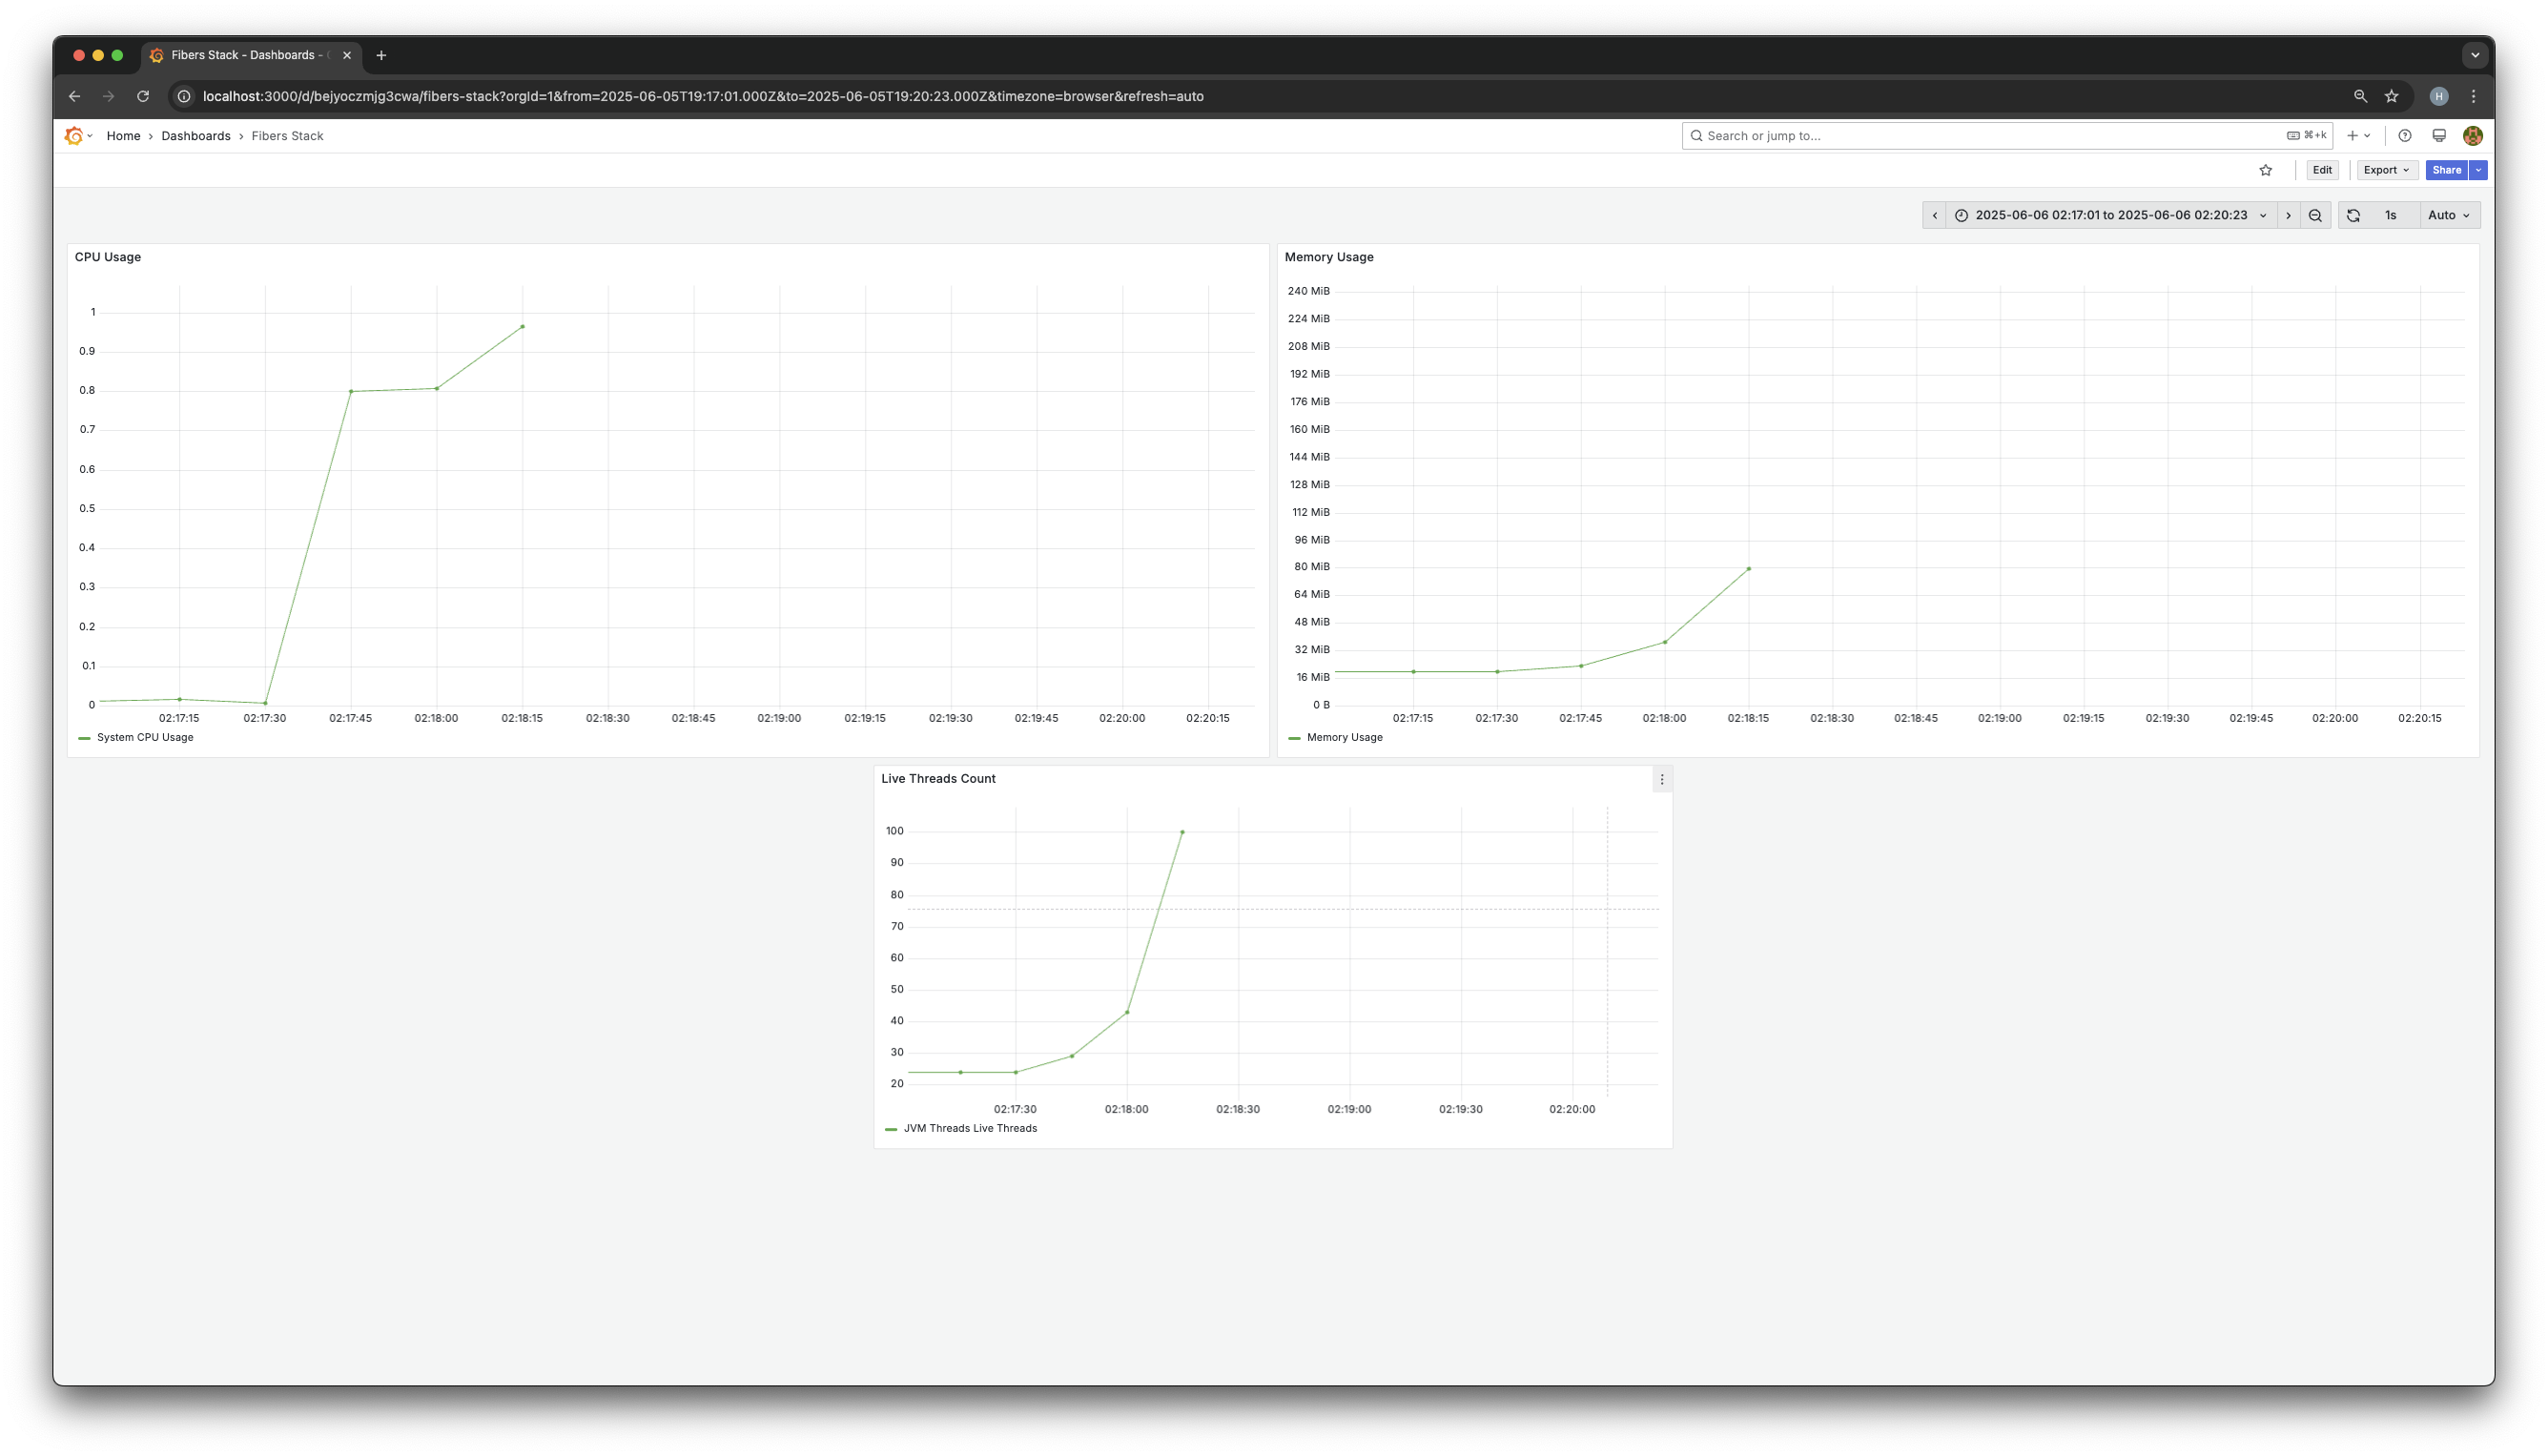 Fibers Stack - Dashboards -
localhost:3000/d/bejyoczmjg3cwa/fibers-stack?orgId=1&from=2025-06-05T19:17:01.000Z&to=2025-06-05T19:20:23.000Z&timezone=browser&refresh=auto
H
Home › Dashboards › Fibers Stack
Search or jump to...
⌘+k
Edit
Export
Share
2025-06-06 02:17:01 to 2025-06-06 02:20:23
1s
Auto
CPU Usage
1
0.9
0.8
0.7
0.6
0.5
0.4
0.3
0.2
0.1
0
02:17:15 02:17:30 02:17:45 02:18:00 02:18:15 02:18:30 02:18:45 02:19:00 02:19:15 02:19:30 02:19:45 02:20:00 02:20:15
System CPU Usage
Memory Usage
240 MiB
224 MiB
208 MiB
192 MiB
176 MiB
160 MiB
144 MiB
128 MiB
112 MiB
96 MiB
80 MiB
64 MiB
48 MiB
32 MiB
16 MiB
0 B
02:17:15 02:17:30 02:17:45 02:18:00 02:18:15 02:18:30 02:18:45 02:19:00 02:19:15 02:19:30 02:19:45 02:20:00 02:20:15
Memory Usage
Live Threads Count
100
90
80
70
60
50
40
30
20
02:17:30 02:18:00 02:18:30 02:19:00 02:19:30 02:20:00
JVM Threads Live Threads